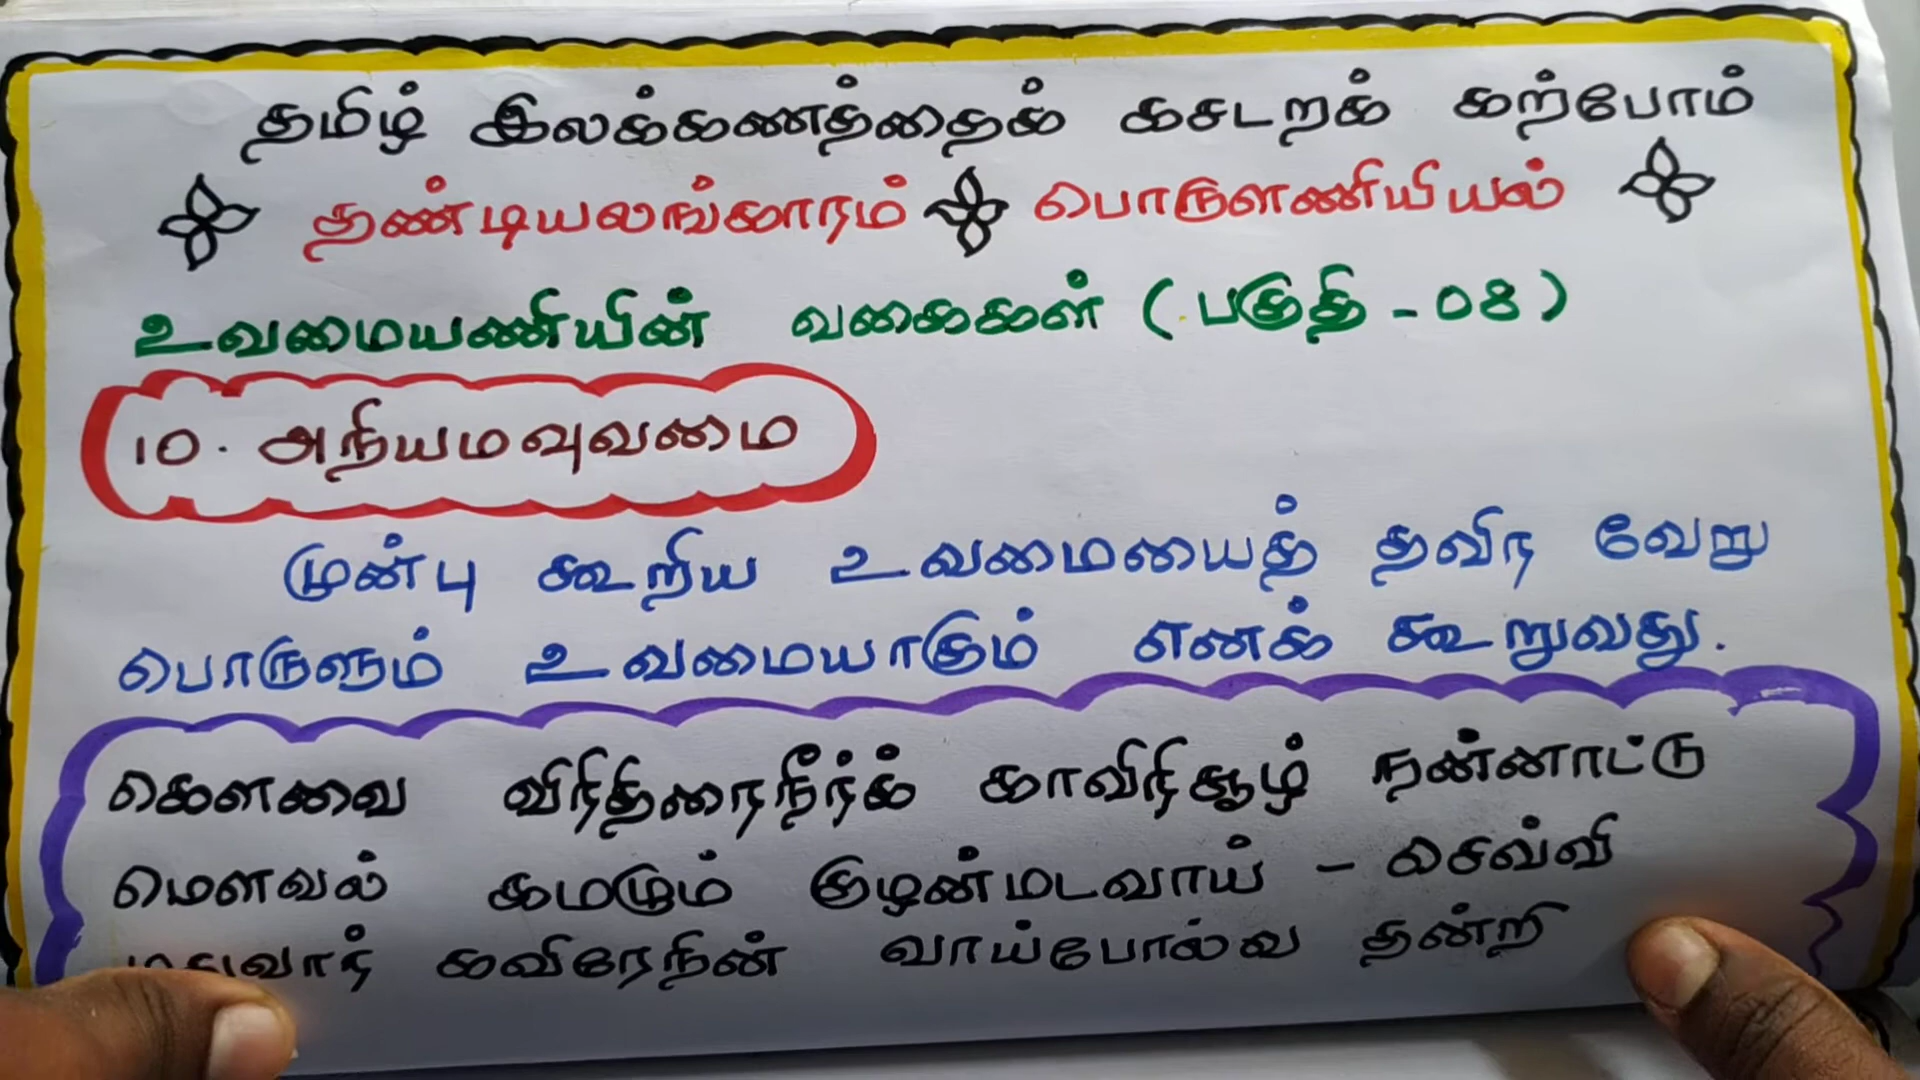 தமிழ் இலக்கணத்தைக் கசடறக் கற்போம்
தண்டியலங்காரம் பொருளணியியல்
உவமையணியின் வகைகள் (பகுதி - 08)
10. அநியமவுவமை
முன்பு கூறிய உவமையைத் தவிர வேறு
பொருளும் உவமையாகும் எனக் கூறுவது.
கௌவை விரிதிரைநீர்க் காவிரிசூழ் நன்னாட்டு
மௌவல் கமழும் குழன்மடவாய் - செவ்வி
கவிரேநின் வாய்போல்வ தன்றி